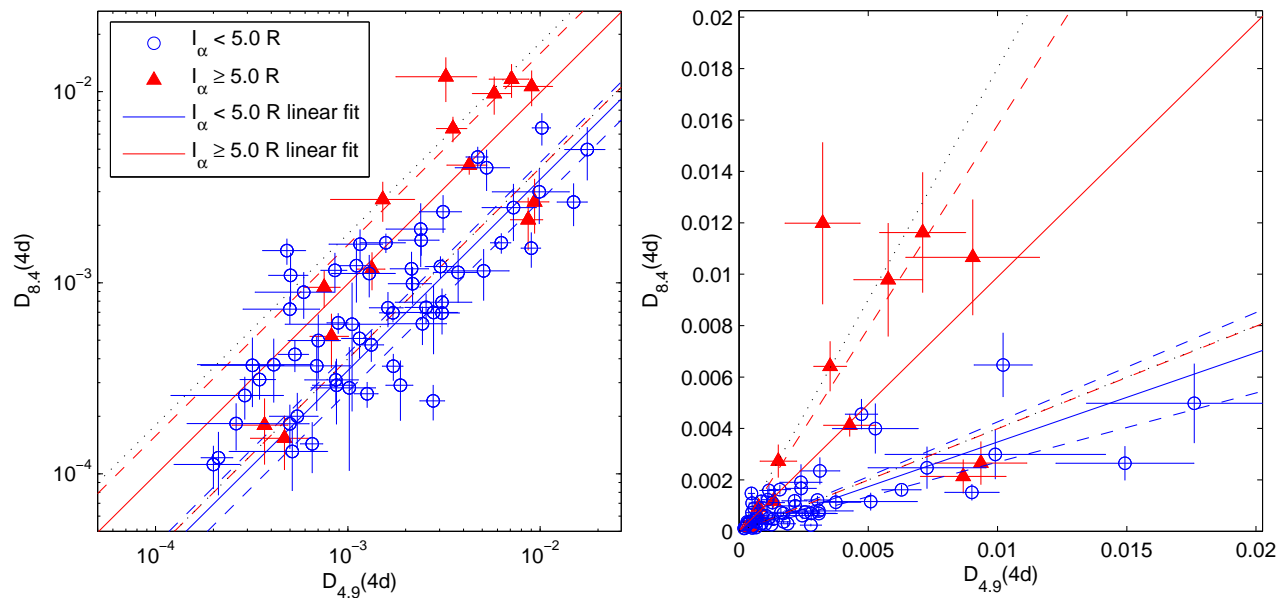 I_α < 5.0 R
I_α ≥ 5.0 R
I_α < 5.0 R linear fit
I_α ≥ 5.0 R linear fit
10^-2
10^-3
10^-4
D_8.4(4d)
10^-4 10^-3 10^-2
D_4.9(4d)
0.02
0.018
0.016
0.014
0.012
0.01
0.008
0.006
0.004
0.002
0
D_8.4(4d)
0 0.005 0.01 0.015 0.02
D_4.9(4d)